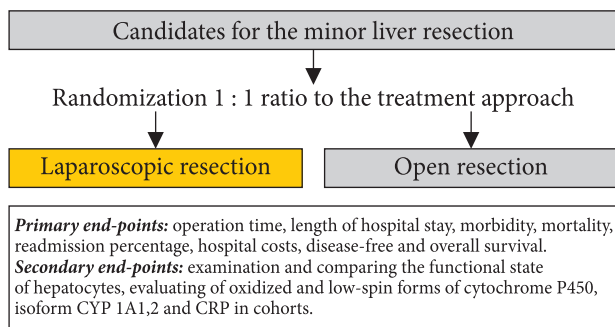 Candidates for the minor liver resection
Randomization 1 : 1 ratio to the treatment approach
Laparoscopic resection
Open resection
Primary end-points: operation time, length of hospital stay, morbidity, mortality,
readmission percentage, hospital costs, disease-free and overall survival.
Secondary end-points: examination and comparing the functional state
of hepatocytes, evaluating of oxidized and low-spin forms of cytochrome P450,
isoform CYP 1A1,2 and CRP in cohorts.